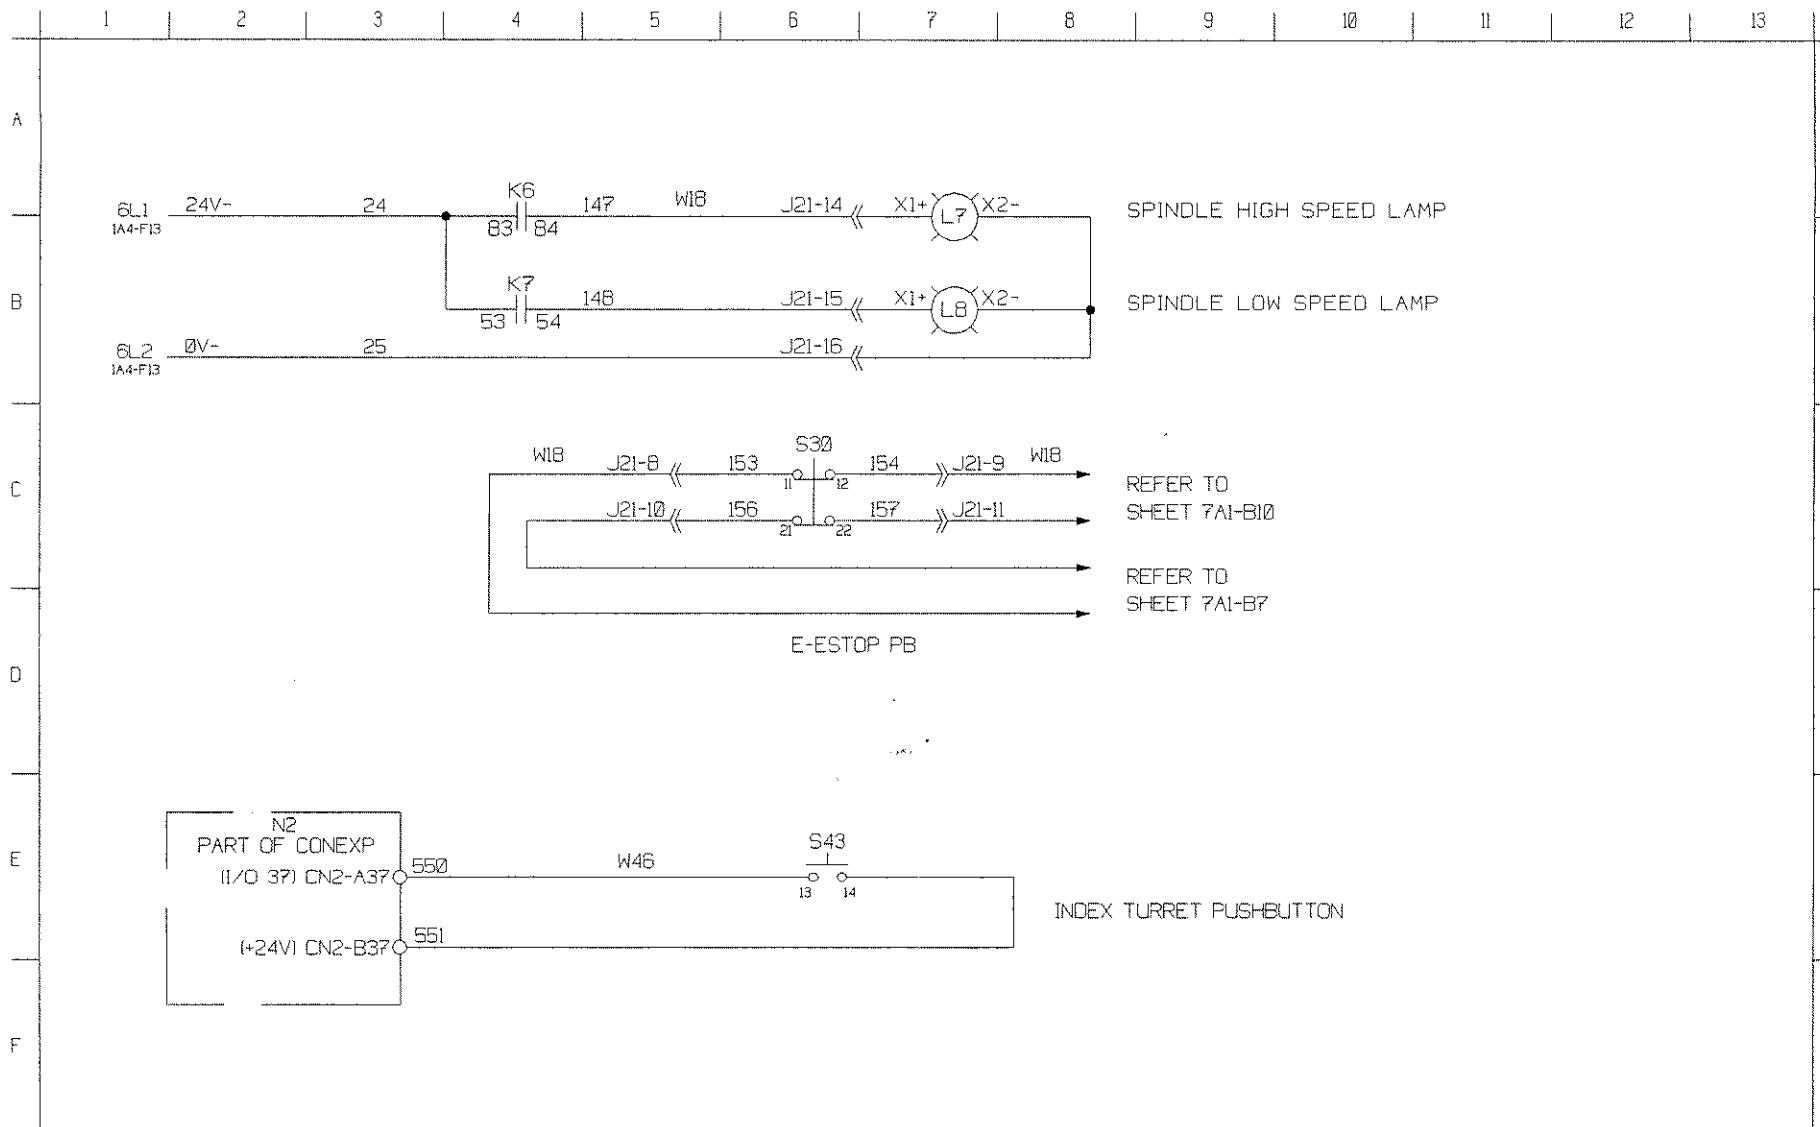 1 2 3 4 5 6 7 8 9 10 11 12 13
A
K6
6L1 24V- 24 147 W18 J21-14 X1+ L7 X2- SPINDLE HIGH SPEED LAMP
1A4-F13 83 84
K7
B 148 J21-15 X1+ L8 X2- SPINDLE LOW SPEED LAMP
53 54
6L2 0V- 25 J21-16
1A4-F13
S30
W18 J21-8 153 154 J21-9 W18
11 12
C REFER TO
SHEET 7A1-B10
J21-10 156 157 J21-11
21 22
REFER TO
SHEET 7A1-B7
E-ESTOP PB
D
N2
PART OF CONEXP
S43
E (I/O 37) CN2-A37 550 W46
13 14
INDEX TURRET PUSHBUTTON
(+24V) CN2-B37 551
F